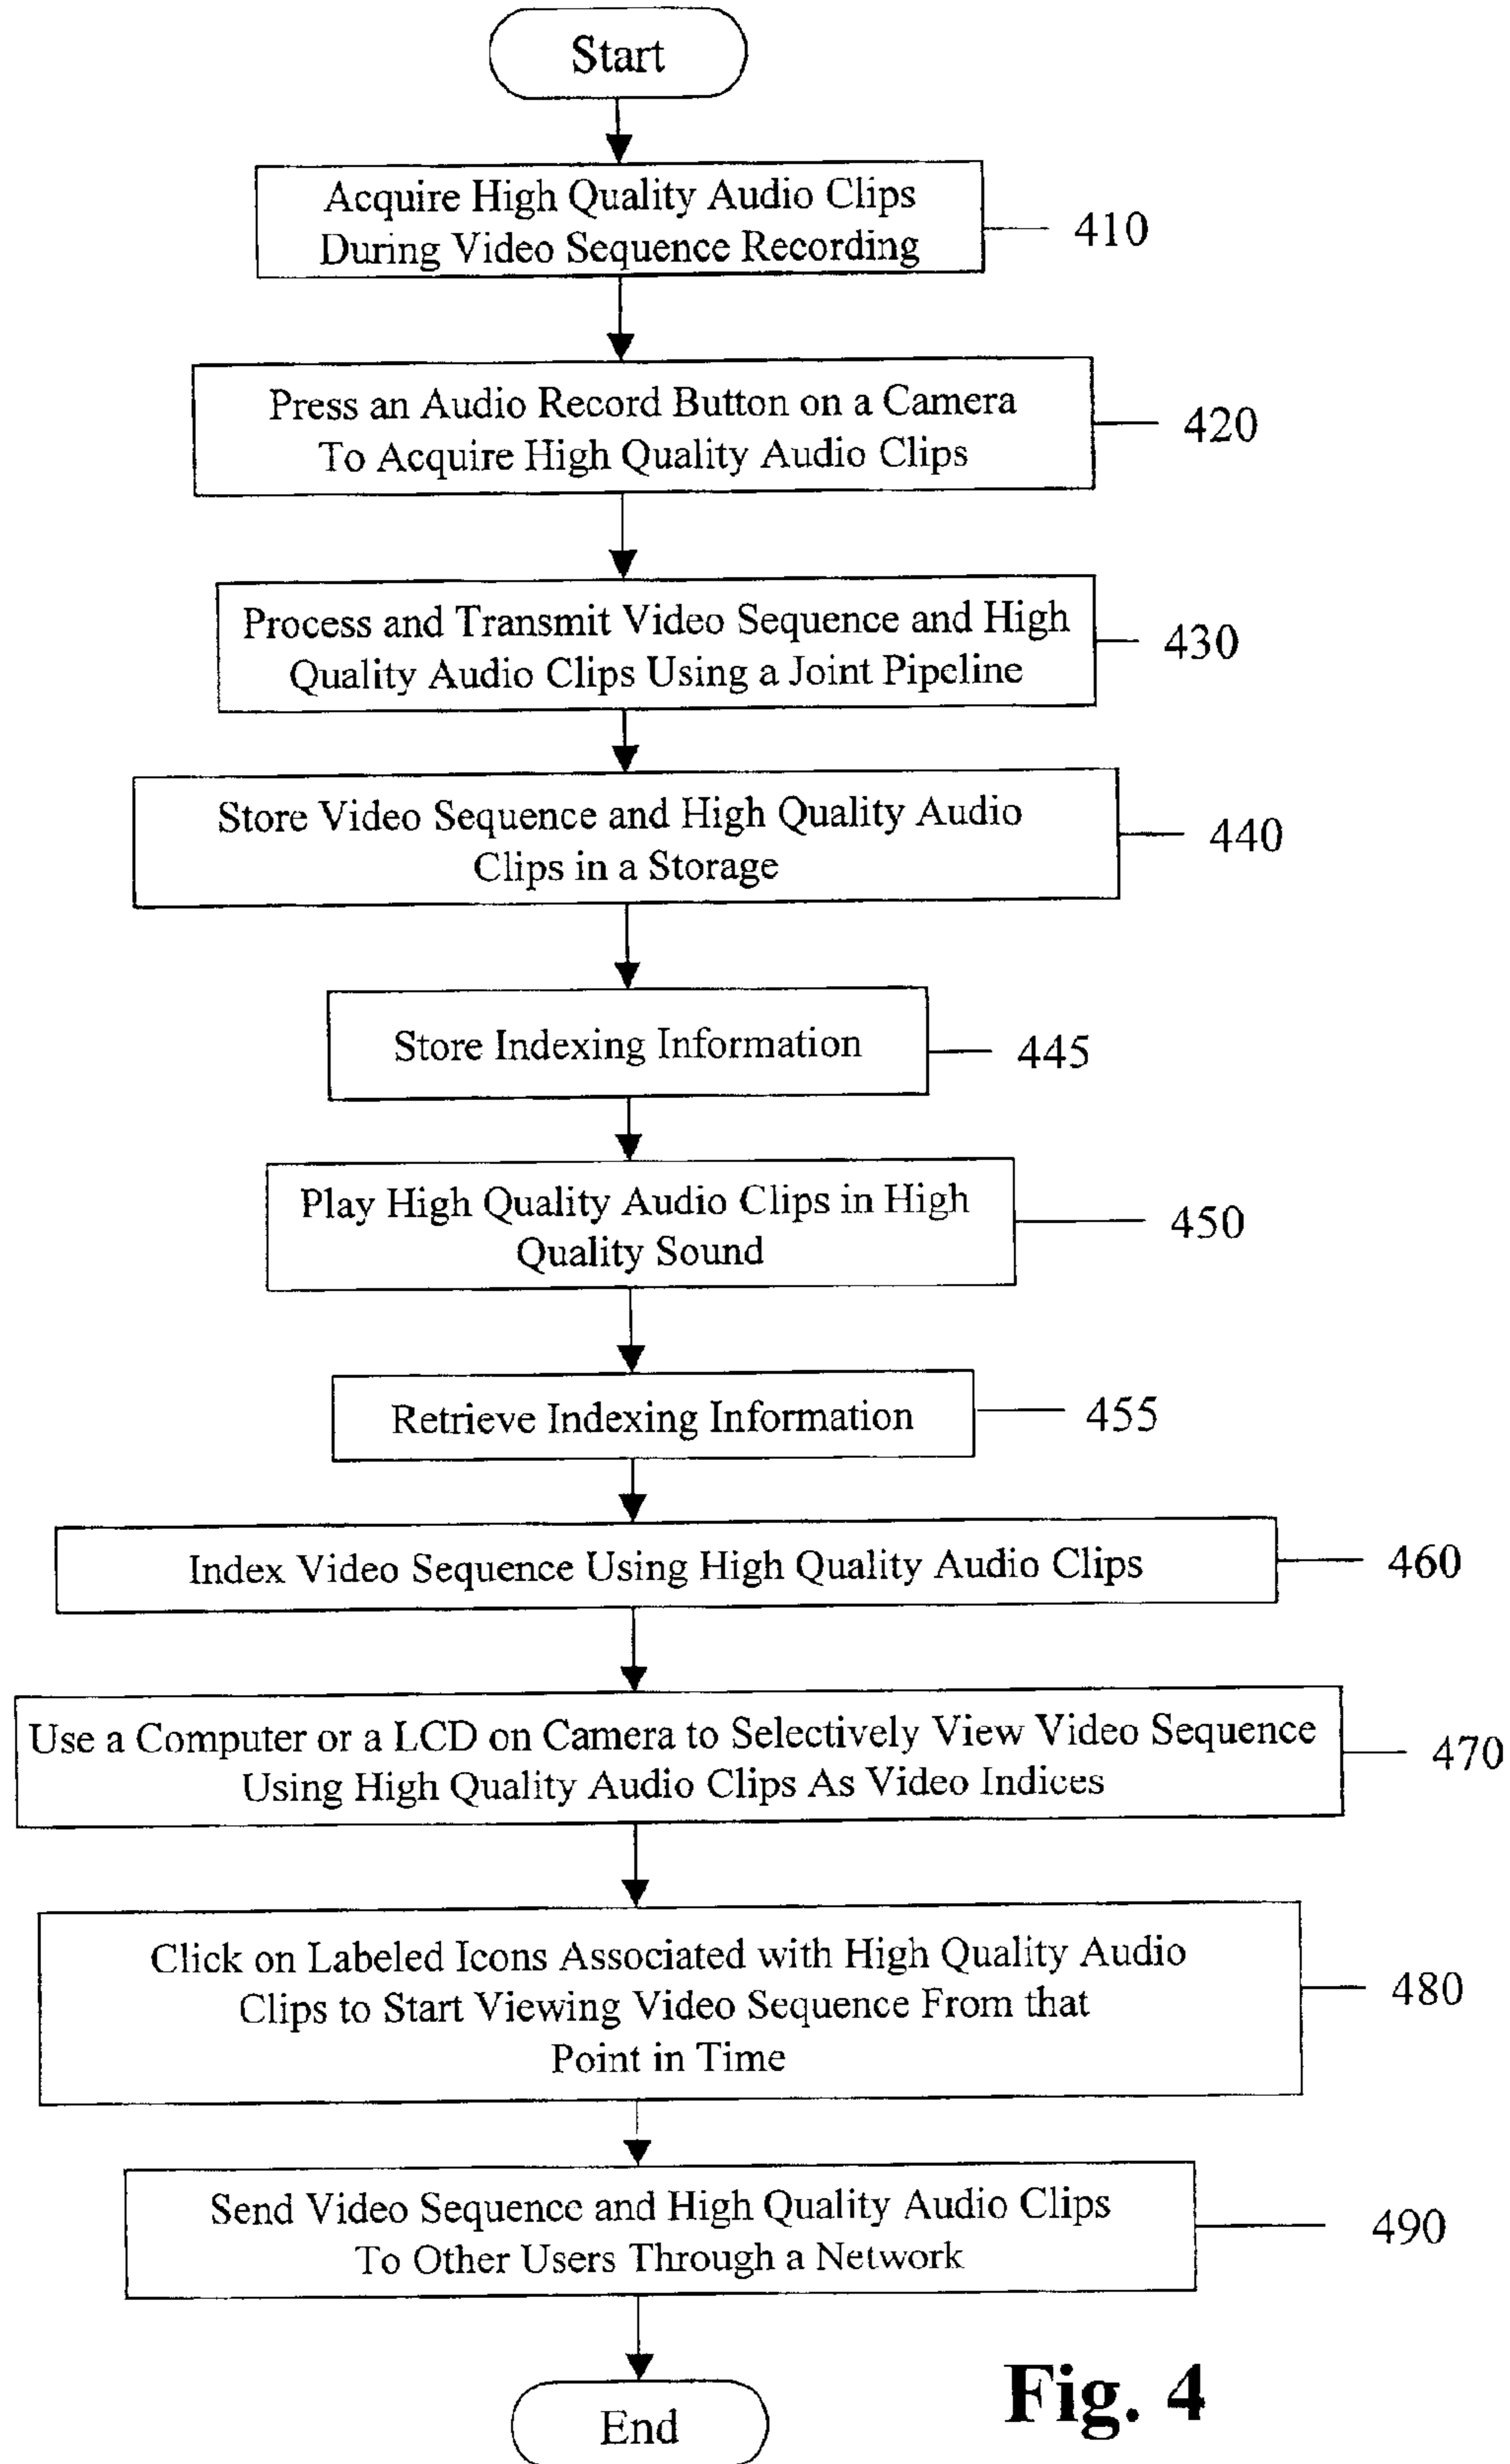 Start
Acquire High Quality Audio Clips
During Video Sequence Recording
410
Press an Audio Record Button on a Camera
To Acquire High Quality Audio Clips
420
Process and Transmit Video Sequence and High
Quality Audio Clips Using a Joint Pipeline
430
Store Video Sequence and High Quality Audio
Clips in a Storage
440
Store Indexing Information
445
Play High Quality Audio Clips in High
Quality Sound
450
Retrieve Indexing Information
455
Index Video Sequence Using High Quality Audio Clips
460
Use a Computer or a LCD on Camera to Selectively View Video Sequence
Using High Quality Audio Clips As Video Indices
470
Click on Labeled Icons Associated with High Quality Audio
Clips to Start Viewing Video Sequence From that
Point in Time
480
Send Video Sequence and High Quality Audio Clips
To Other Users Through a Network
490
End
Fig. 4